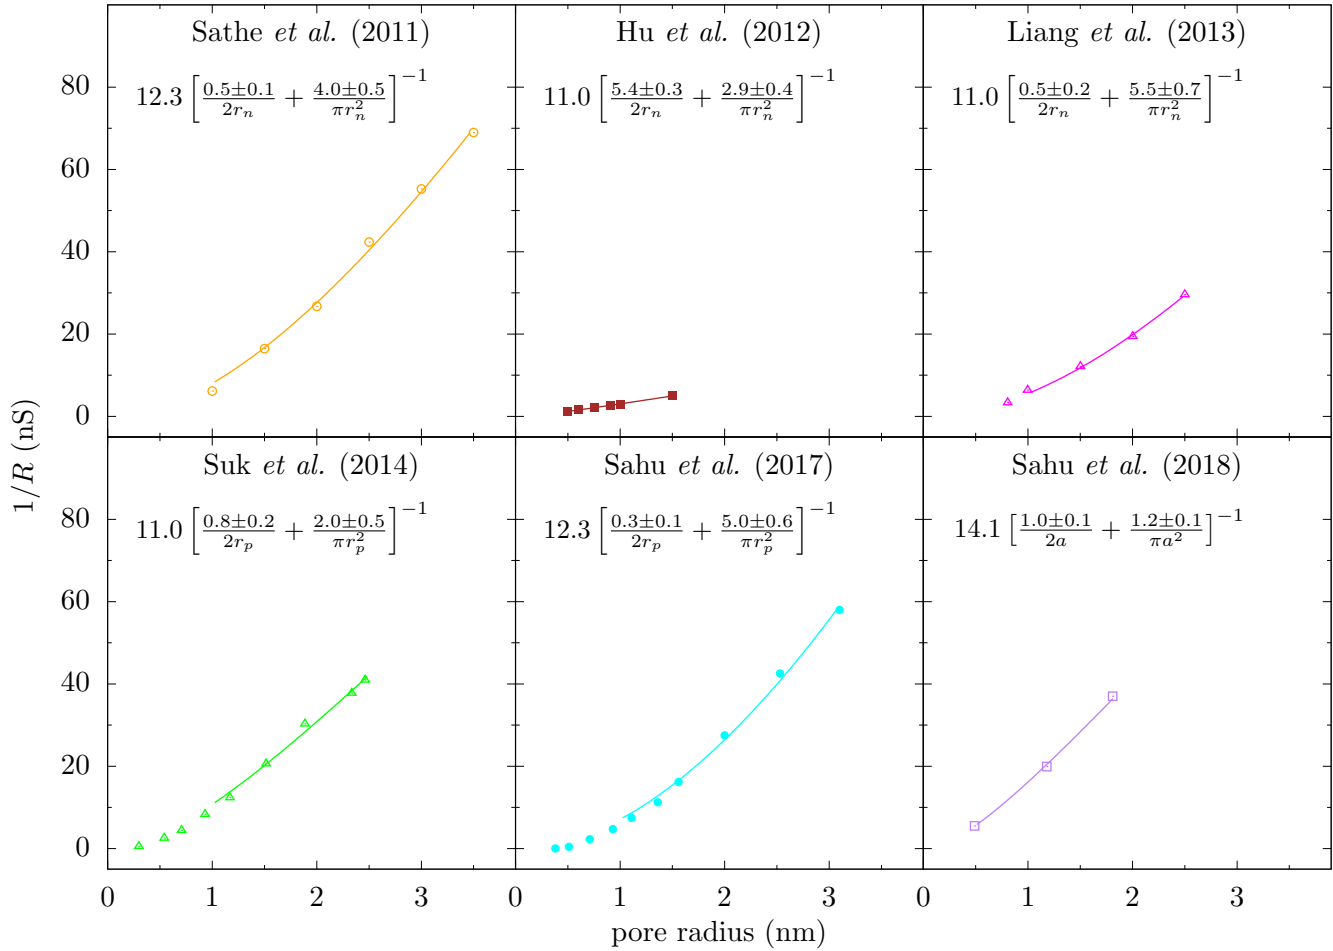 Sathe et al. (2011)
12.3 [ 0.5±0.1 / 2r_n + 4.0±0.5 / πr_n^2 ]^−1
Hu et al. (2012)
11.0 [ 5.4±0.3 / 2r_n + 2.9±0.4 / πr_n^2 ]^−1
Liang et al. (2013)
11.0 [ 0.5±0.2 / 2r_n + 5.5±0.7 / πr_n^2 ]^−1
80
60
40
20
0
Suk et al. (2014)
11.0 [ 0.8±0.2 / 2r_p + 2.0±0.5 / πr_p^2 ]^−1
Sahu et al. (2017)
12.3 [ 0.3±0.1 / 2r_p + 5.0±0.6 / πr_p^2 ]^−1
Sahu et al. (2018)
14.1 [ 1.0±0.1 / 2a + 1.2±0.1 / πa^2 ]^−1
80
60
40
20
0
1/R (nS)
0 1 2 3
0 1 2 3
0 1 2 3
pore radius (nm)